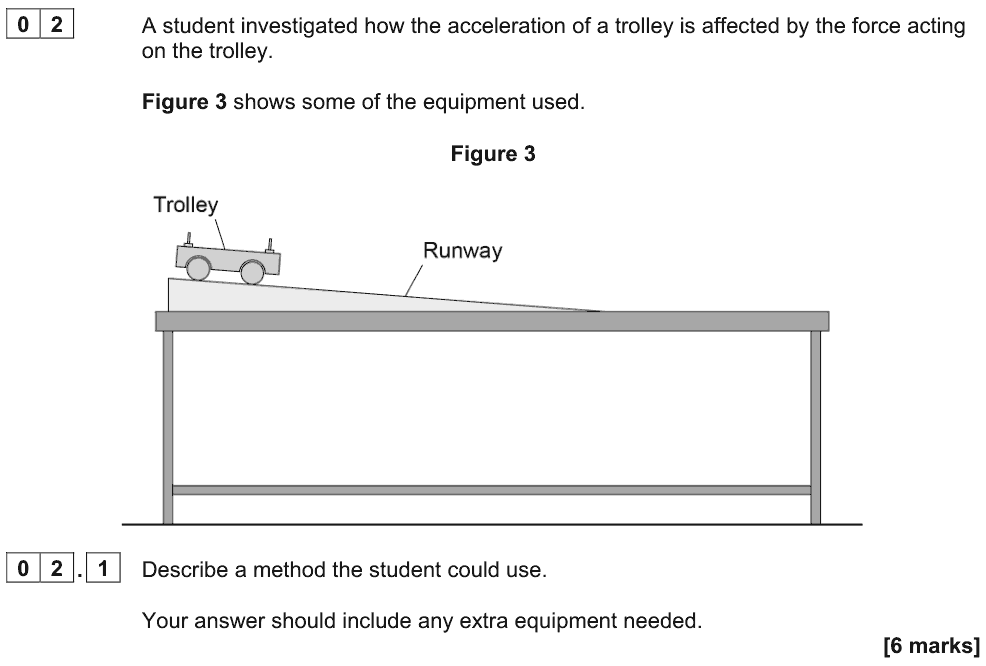 0 2 A student investigated how the acceleration of a trolley is affected by the force acting
on the trolley.
Figure 3 shows some of the equipment used.
Figure 3
Trolley
Runway
0 2 . 1 Describe a method the student could use.
Your answer should include any extra equipment needed.
[6 marks]